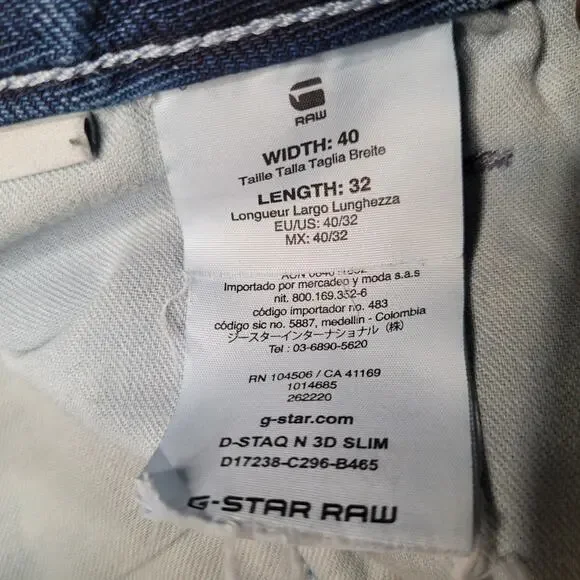 G
RAW
WIDTH: 40
Taille Talla Taglia Breite
LENGTH: 32
Longueur Largo Lunghezza
EU/US: 40/32
MX: 40/32
Importado por mercadeo y moda s.a.s
nit. 800.169.352-6
código importador no. 483
código sic no. 5887, medellin - Colombia
ジースターインターナショナル (株)
Tel : 03-6890-5620
RN 104506 / CA 41169
1014685
262220
g-star.com
D-STAQ N 3D SLIM
D17238-C296-B465
G-STAR RAW